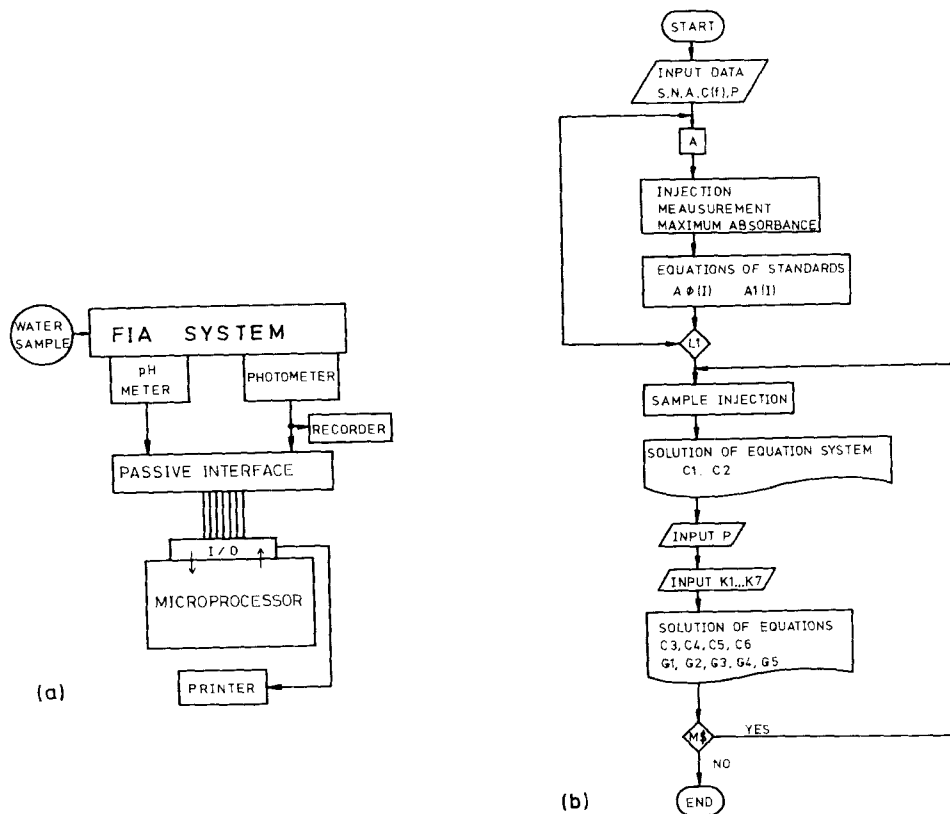 WATER
SAMPLE
FIA SYSTEM
pH
METER
PHOTOMETER
RECORDER
PASSIVE INTERFACE
I/O
MICROPROCESSOR
PRINTER
(a)
START
INPUT DATA
S,N,A,C(f),P
A
INJECTION
MEAUSUREMENT
MAXIMUM ABSORBANCE
EQUATIONS OF STANDARDS
A⌀(I) A1(I)
L1
SAMPLE INJECTION
SOLUTION OF EQUATION SYSTEM
C1, C2
INPUT P
INPUT K1...K7
SOLUTION OF EQUATIONS
C3, C4, C5, C6
G1, G2, G3, G4, G5
M$
YES
NO
END
(b)